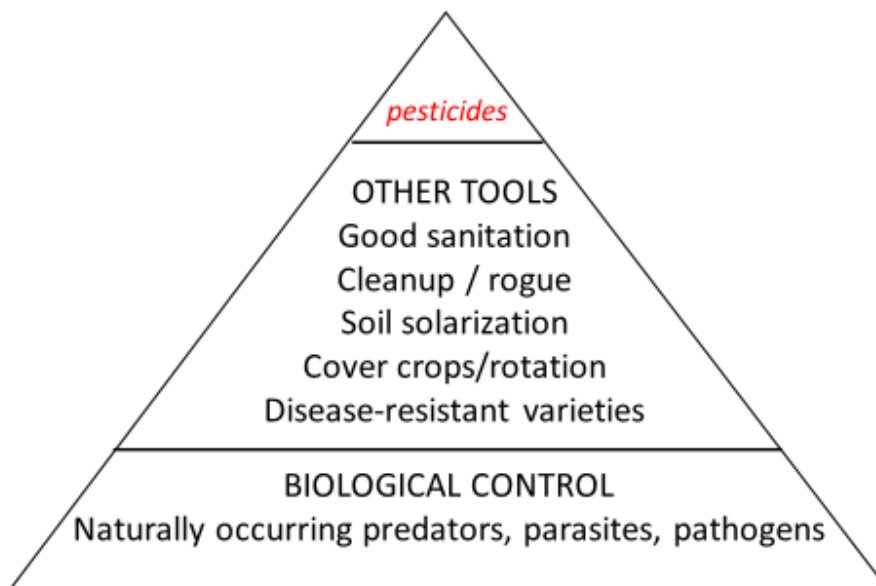 pesticides
OTHER TOOLS
Good sanitation
Cleanup / rogue
Soil solarization
Cover crops/rotation
Disease-resistant varieties
BIOLOGICAL CONTROL
Naturally occurring predators, parasites, pathogens